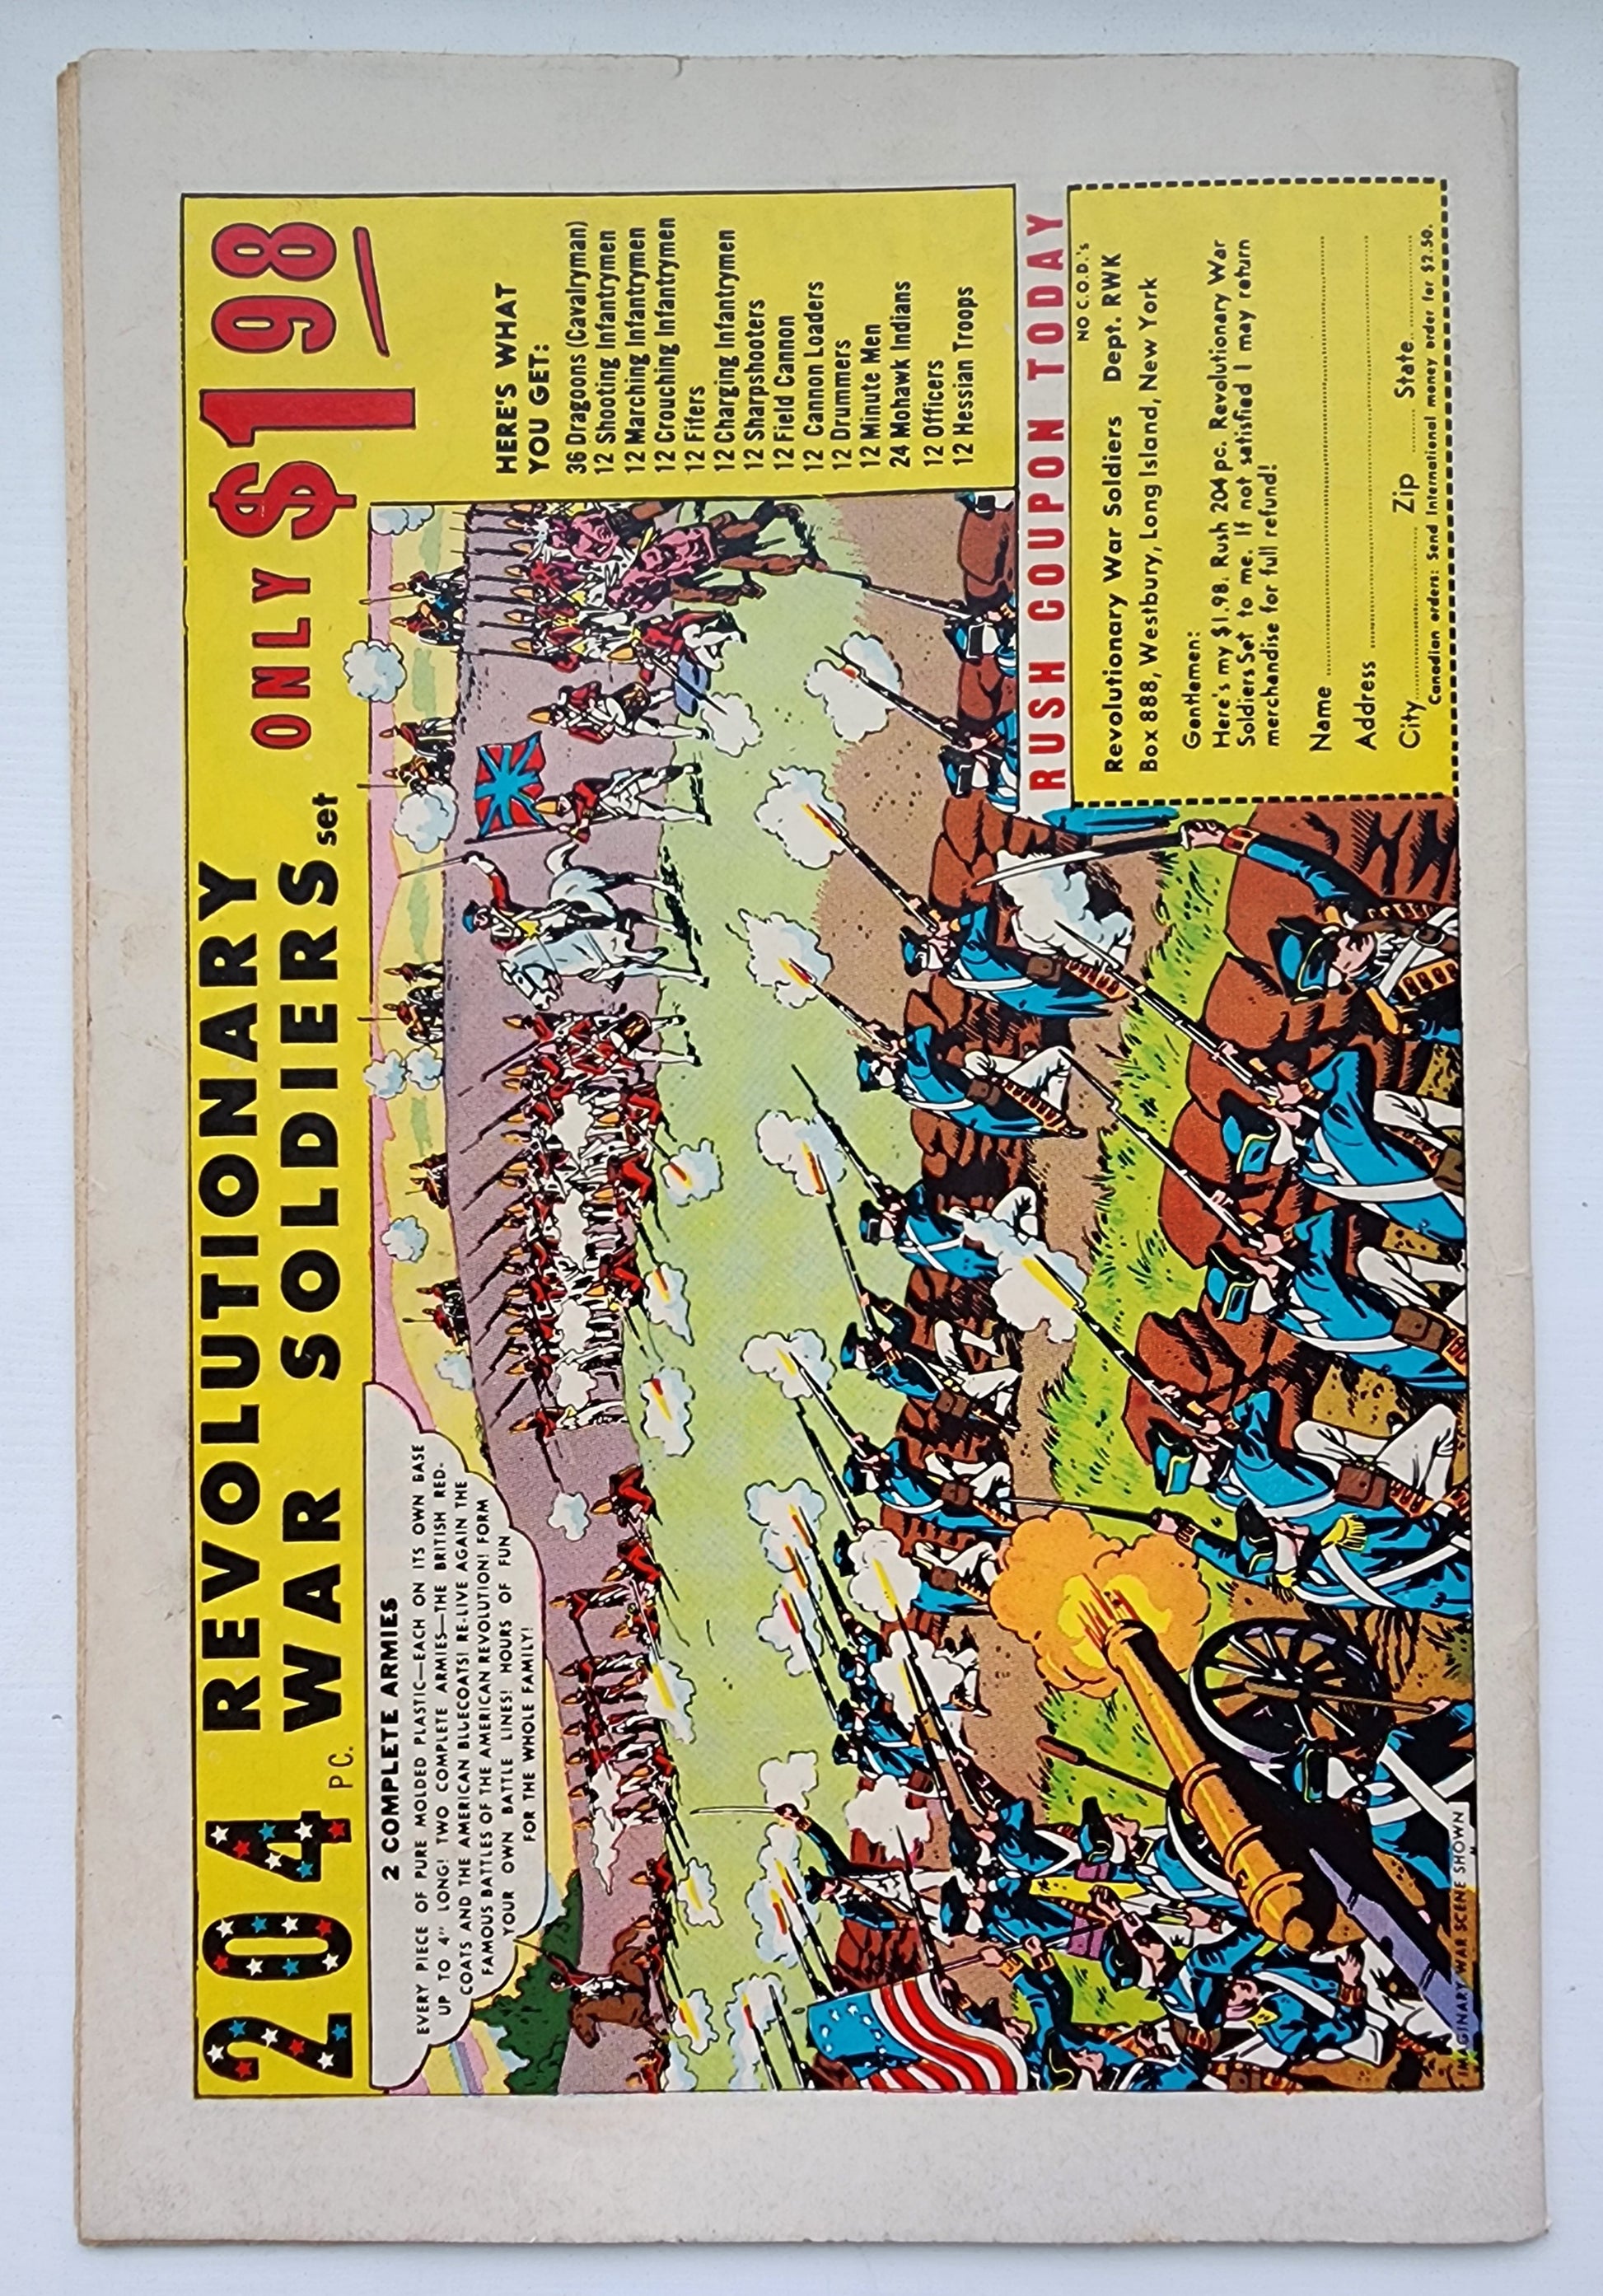 204 PC. REVOLUTIONARY
WAR SOLDIERS set ONLY $1 98
2 COMPLETE ARMIES
EVERY PIECE OF PURE MOLDED PLASTIC—EACH ON ITS OWN BASE
UP TO 4" LONG! TWO COMPLETE ARMIES—THE BRITISH RED-
COATS AND THE AMERICAN BLUECOATS! RE-LIVE AGAIN THE
FAMOUS BATTLES OF THE AMERICAN REVOLUTION! FORM
YOUR OWN BATTLE LINES! HOURS OF FUN
FOR THE WHOLE FAMILY!
HERE'S WHAT
YOU GET:
36 Dragoons (Cavalryman)
12 Shooting Infantrymen
12 Marching Infantrymen
12 Crouching Infantrymen
12 Fifers
12 Charging Infantrymen
12 Sharpshooters
12 Field Cannon
12 Cannon Loaders
12 Drummers
12 Minute Men
24 Mohawk Indians
12 Officers
12 Hessian Troops
IMAGINARY WAR SCENE SHOWN
RUSH COUPON TODAY
NO C.O.D.'s
Revolutionary War Soldiers Dept. RWK
Box 888, Westbury, Long Island, New York
Gentlemen:
Here's my $1.98. Rush 204 pc. Revolutionary War
Soldiers Set to me. If not satisfied I may return
merchandise for full refund!
Name
Address
City Zip State
Canadian orders: Send International money order for $2.50.